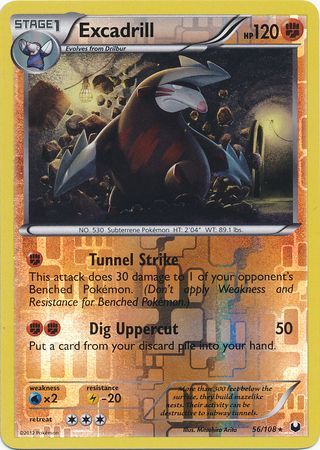 STAGE1
Excadrill
HP120
Evolves from Drilbur
NO. 530 Subterrene Pokémon HT: 2'04" WT: 89.1 lbs.
Tunnel Strike
This attack does 30 damage to 1 of your opponent's
Benched Pokémon. (Don't apply Weakness and
Resistance for Benched Pokémon.)
Dig Uppercut 50
Put a card from your discard pile into your hand.
weakness
×2
resistance
-20
retreat
More than 300 feet below the
surface, they build mazelike
nests. Their activity can be
destructive to subway tunnels.
Illus. Minahiro Arita
56/108 ★
©2012 Pokémon